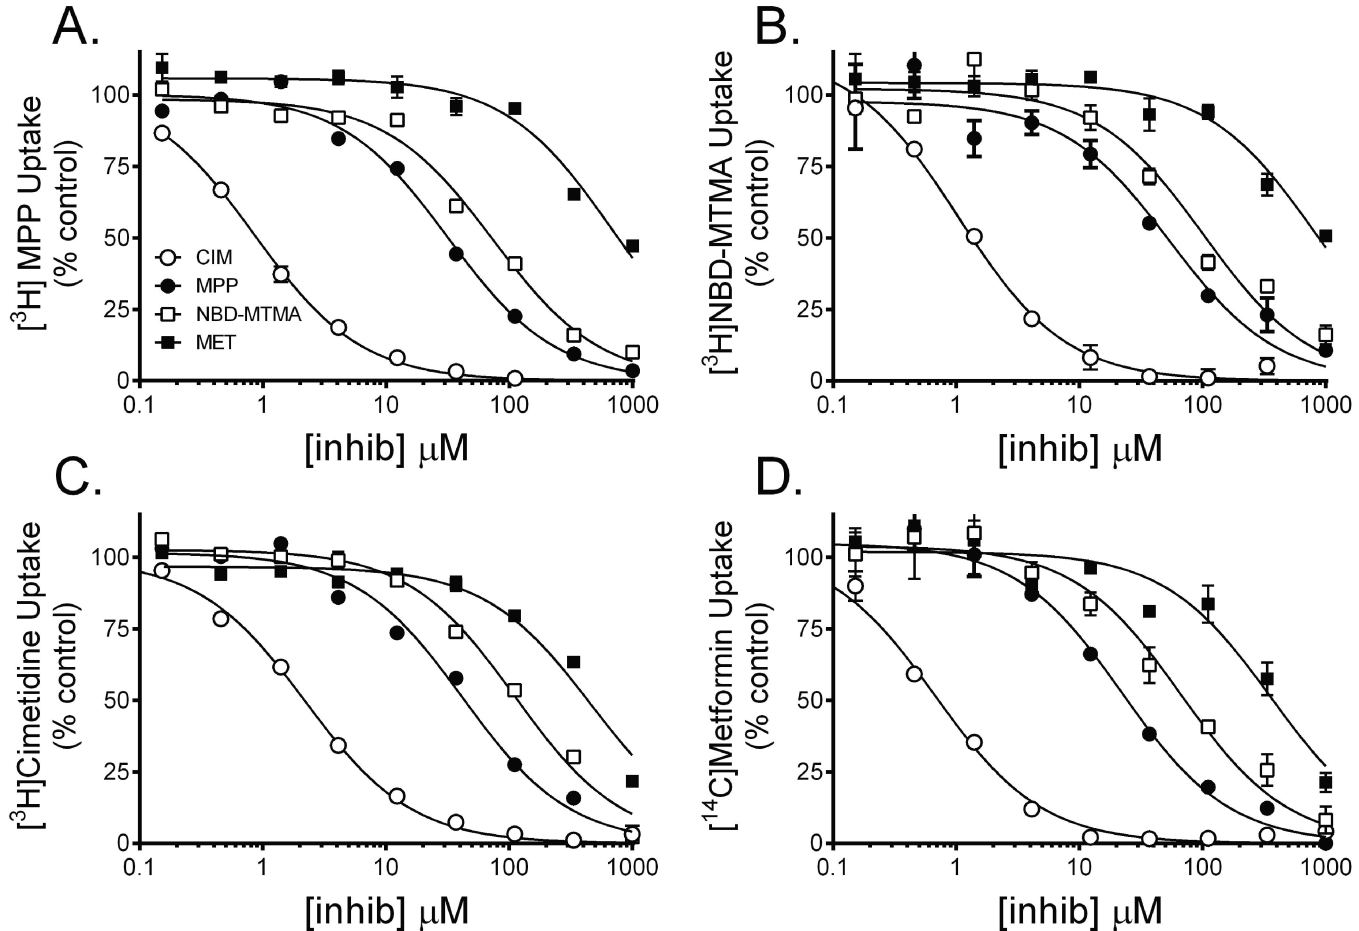 A.
[³H] MPP Uptake
(% control)
100
75
50
25
0
CIM
MPP
NBD-MTMA
MET
0.1 1 10 100 1000
[inhib] μM
B.
[³H]NBD-MTMA Uptake
(% control)
100
75
50
25
0
0.1 1 10 100 1000
[inhib] μM
C.
[³H]Cimetidine Uptake
(% control)
100
75
50
25
0
0.1 1 10 100 1000
[inhib] μM
D.
[¹⁴C]Metformin Uptake
(% control)
100
75
50
25
0
0.1 1 10 100 1000
[inhib] μM